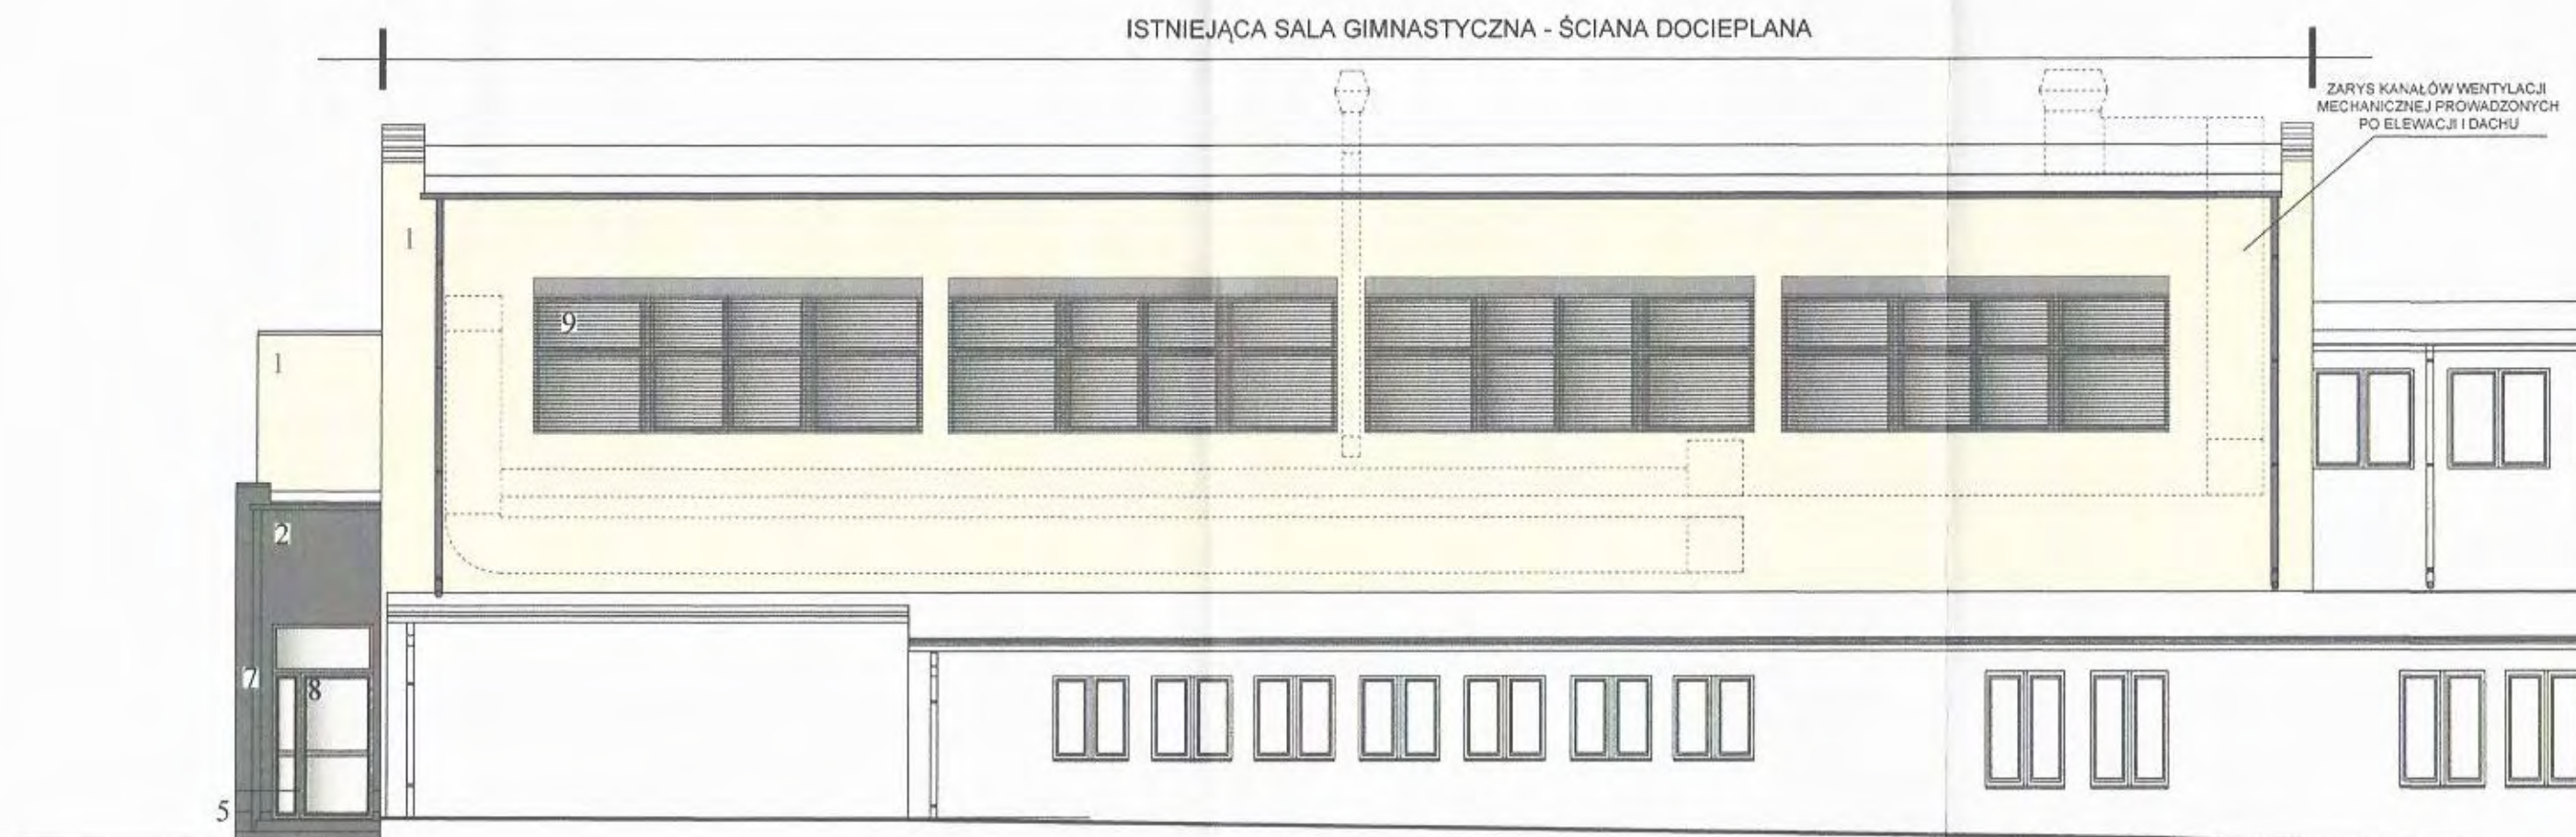 ISTNIEJĄCA SALA GIMNASTYCZNA - ŚCIANA DOCIEPLANA
ZARYS KANAŁÓW WENTYLACJI
MECHANICZNEJ PROWADZONYCH
PO ELEWACJI I DACHU
1
9
1
2
7
8
5